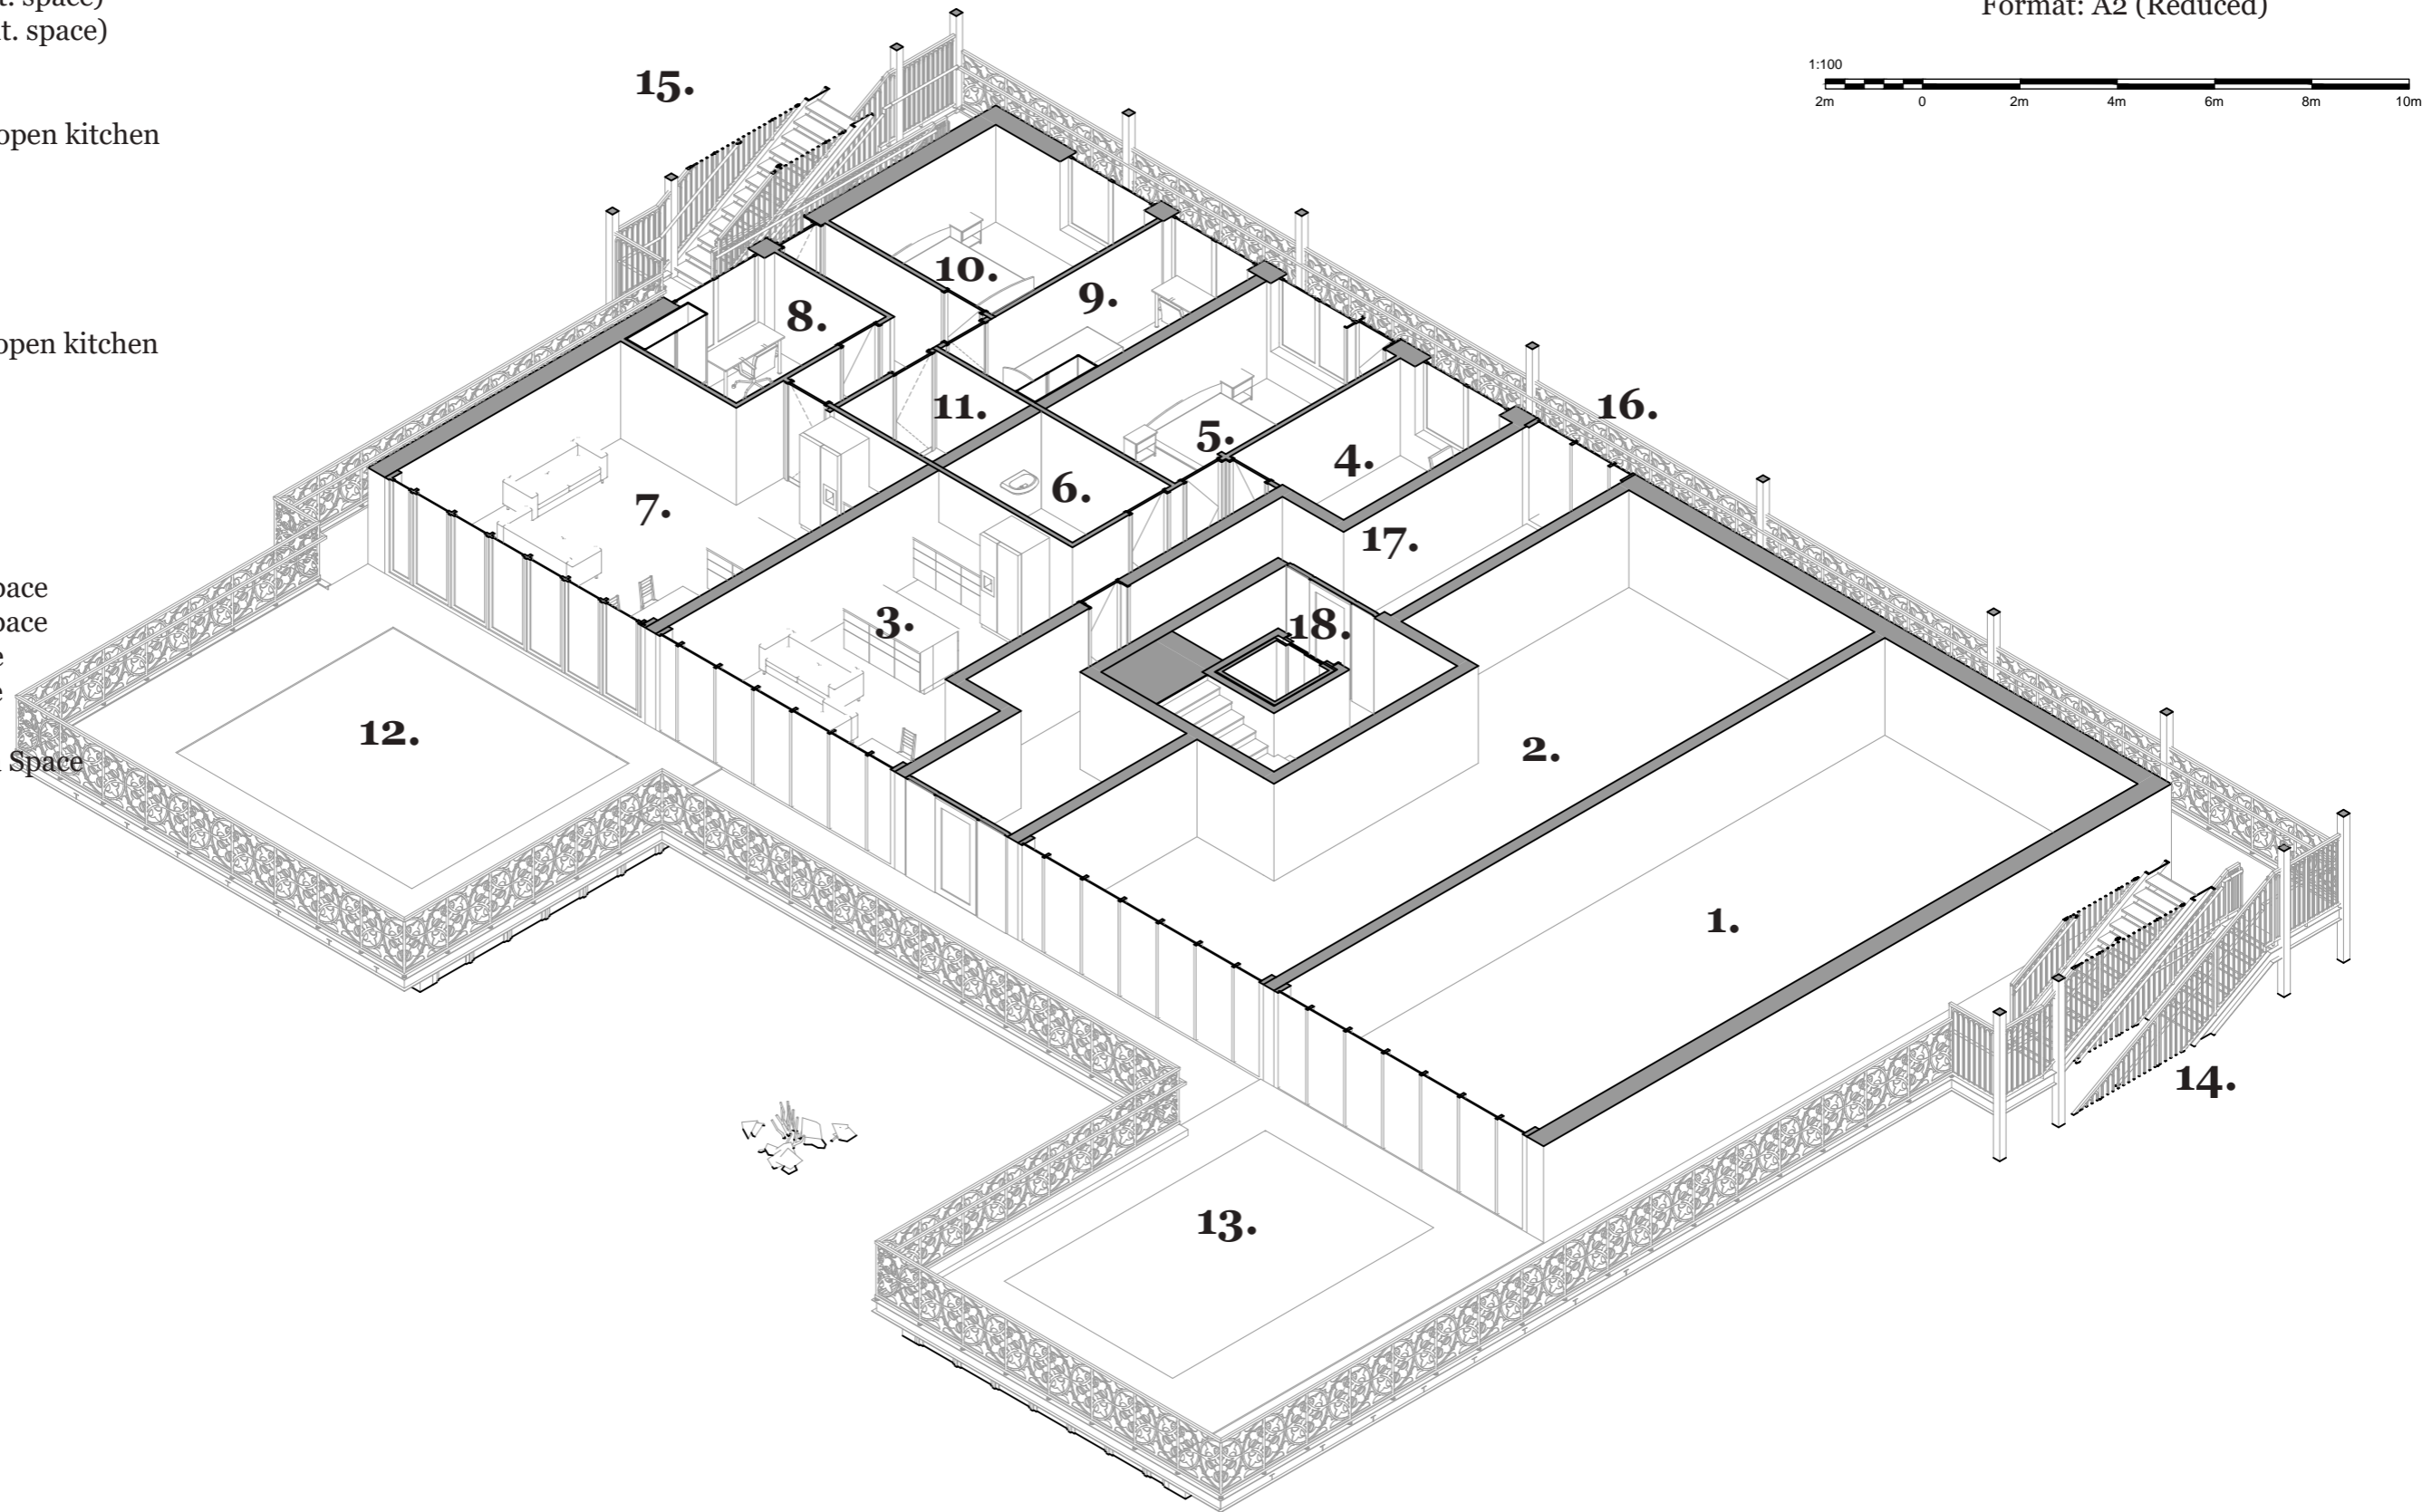 t. space)
t. space)
open kitchen
open kitchen
pace
pace
e
e
Space
Format: A2 (Reduced)
1:100
2m 0 2m 4m 6m 8m 10m
15.
10.
9.
8.
11.
16.
5.
4.
6.
7.
17.
18.
3.
12.
2.
1.
14.
13.